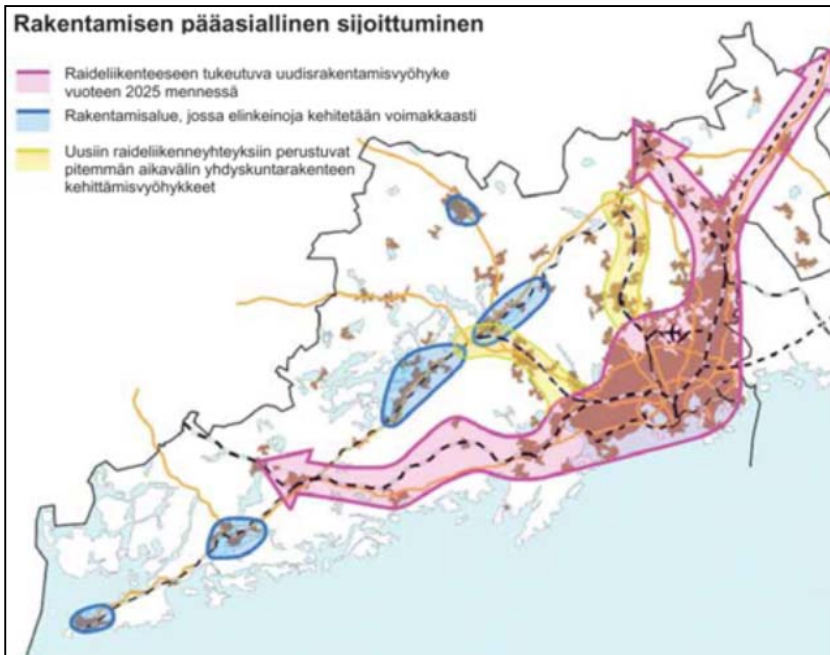 Rakentamisen pääasiallinen sijoittuminen
Raideliikenteeseen tukeutuva uudisrakentamisvyöhyke
vuoteen 2025 mennessä
Rakentamisalue, jossa elinkeinoja kehitetään voimakkaasti
Uusiin raideliikenneyhteyksiin perustuvat
pitemmän aikavälin yhdyskuntarakenteen
kehittämisvyöhykkeet